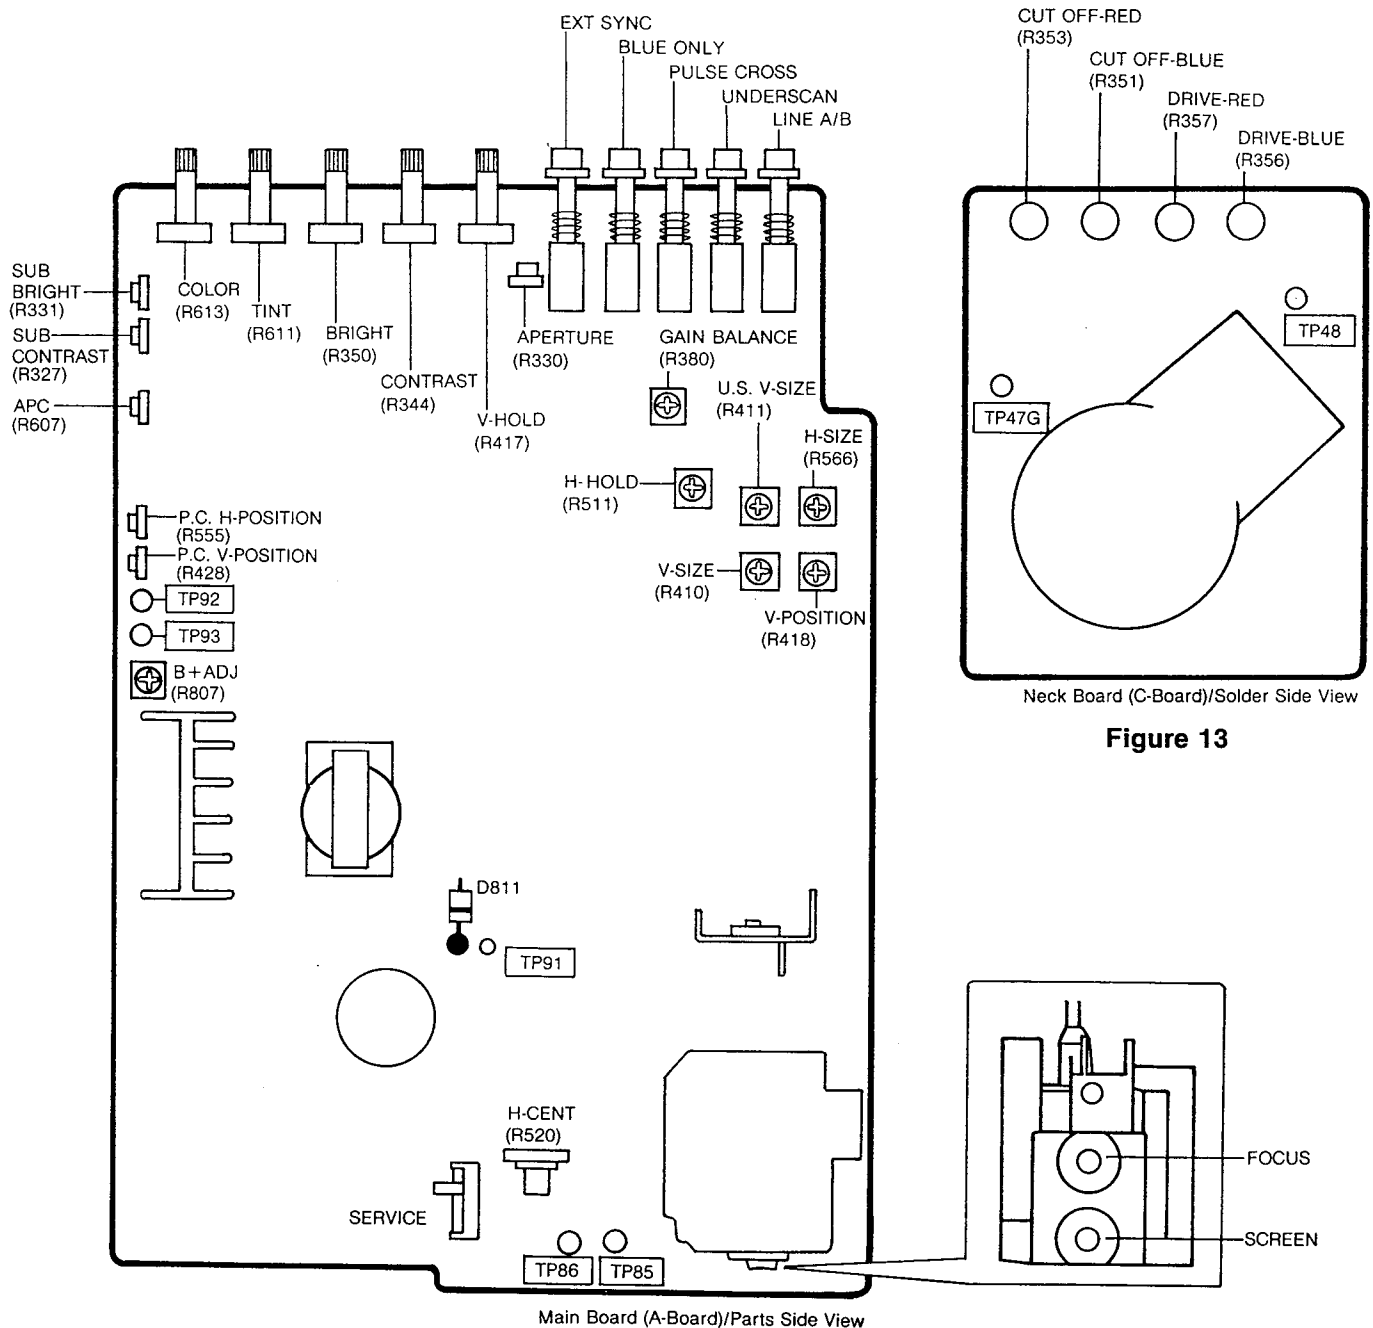 EXT SYNC
BLUE ONLY
PULSE CROSS
UNDERSCAN
LINE A/B
SUB
BRIGHT
(R331)
SUB
CONTRAST
(R327)
APC
(R607)
COLOR
(R613)
TINT
(R611)
BRIGHT
(R350)
CONTRAST
(R344)
V-HOLD
(R417)
APERTURE
(R330)
GAIN BALANCE
(R380)
U.S. V-SIZE
(R411)
H-SIZE
(R566)
H-HOLD
(R511)
V-SIZE
(R410)
V-POSITION
(R418)
P.C. H-POSITION
(R555)
P.C. V-POSITION
(R428)
TP92
TP93
B+ADJ
(R807)
D811
TP91
H-CENT
(R520)
SERVICE
TP86
TP85
Main Board (A-Board)/Parts Side View
CUT OFF-RED
(R353)
CUT OFF-BLUE
(R351)
DRIVE-RED
(R357)
DRIVE-BLUE
(R356)
TP48
TP47G
Neck Board (C-Board)/Solder Side View
Figure 13
FOCUS
SCREEN